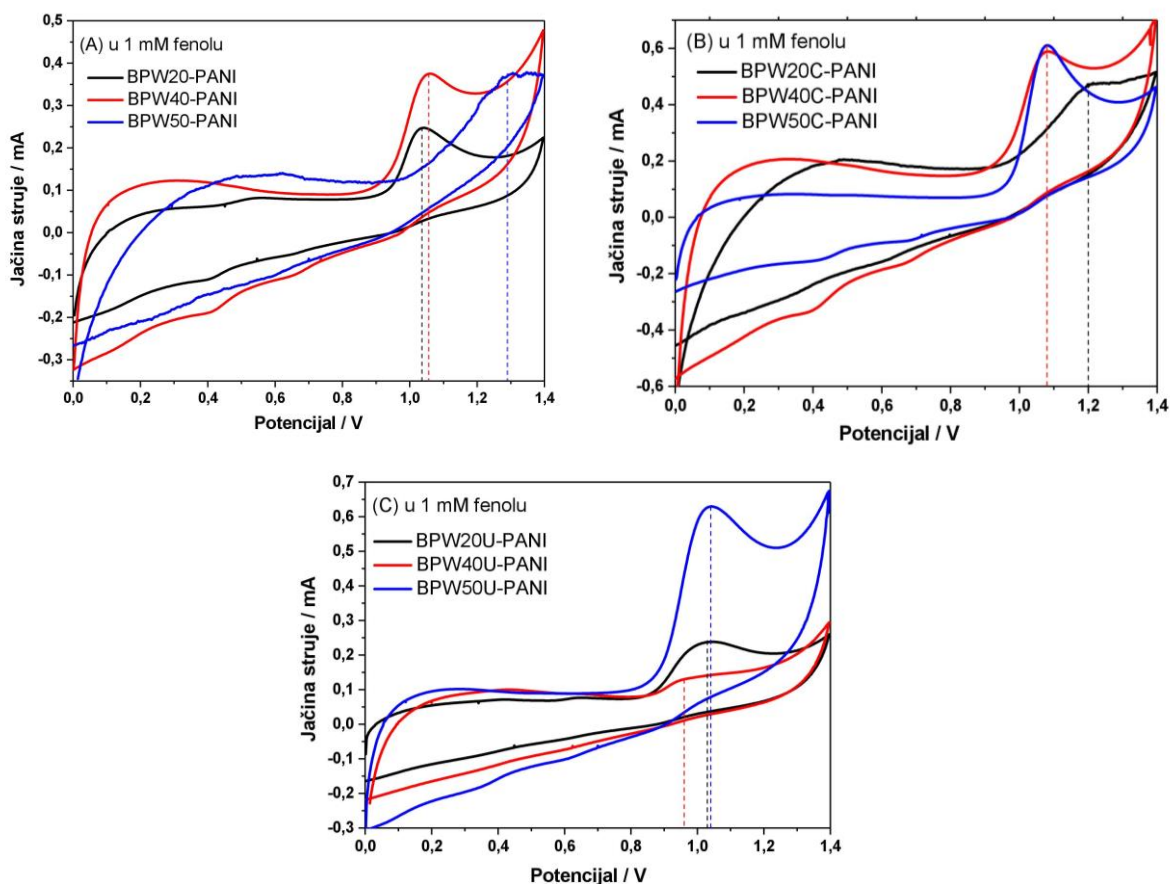 (A) u 1 mM fenolu
BPW20-PANI
BPW40-PANI
BPW50-PANI
0,5
0,4
0,3
0,2
0,1
0,0
-0,1
-0,2
-0,3
Jačina struje / mA
0,0 0,2 0,4 0,6 0,8 1,0 1,2 1,4
Potencijal / V
(B) u 1 mM fenolu
BPW20C-PANI
BPW40C-PANI
BPW50C-PANI
0,6
0,4
0,2
0,0
-0,2
-0,4
-0,6
Jačina struje / mA
0,0 0,2 0,4 0,6 0,8 1,0 1,2 1,4
Potencijal / V
(C) u 1 mM fenolu
BPW20U-PANI
BPW40U-PANI
BPW50U-PANI
0,7
0,6
0,5
0,4
0,3
0,2
0,1
0,0
-0,1
-0,2
-0,3
Jačina struje / mA
0,0 0,2 0,4 0,6 0,8 1,0 1,2 1,4
Potencijal / V